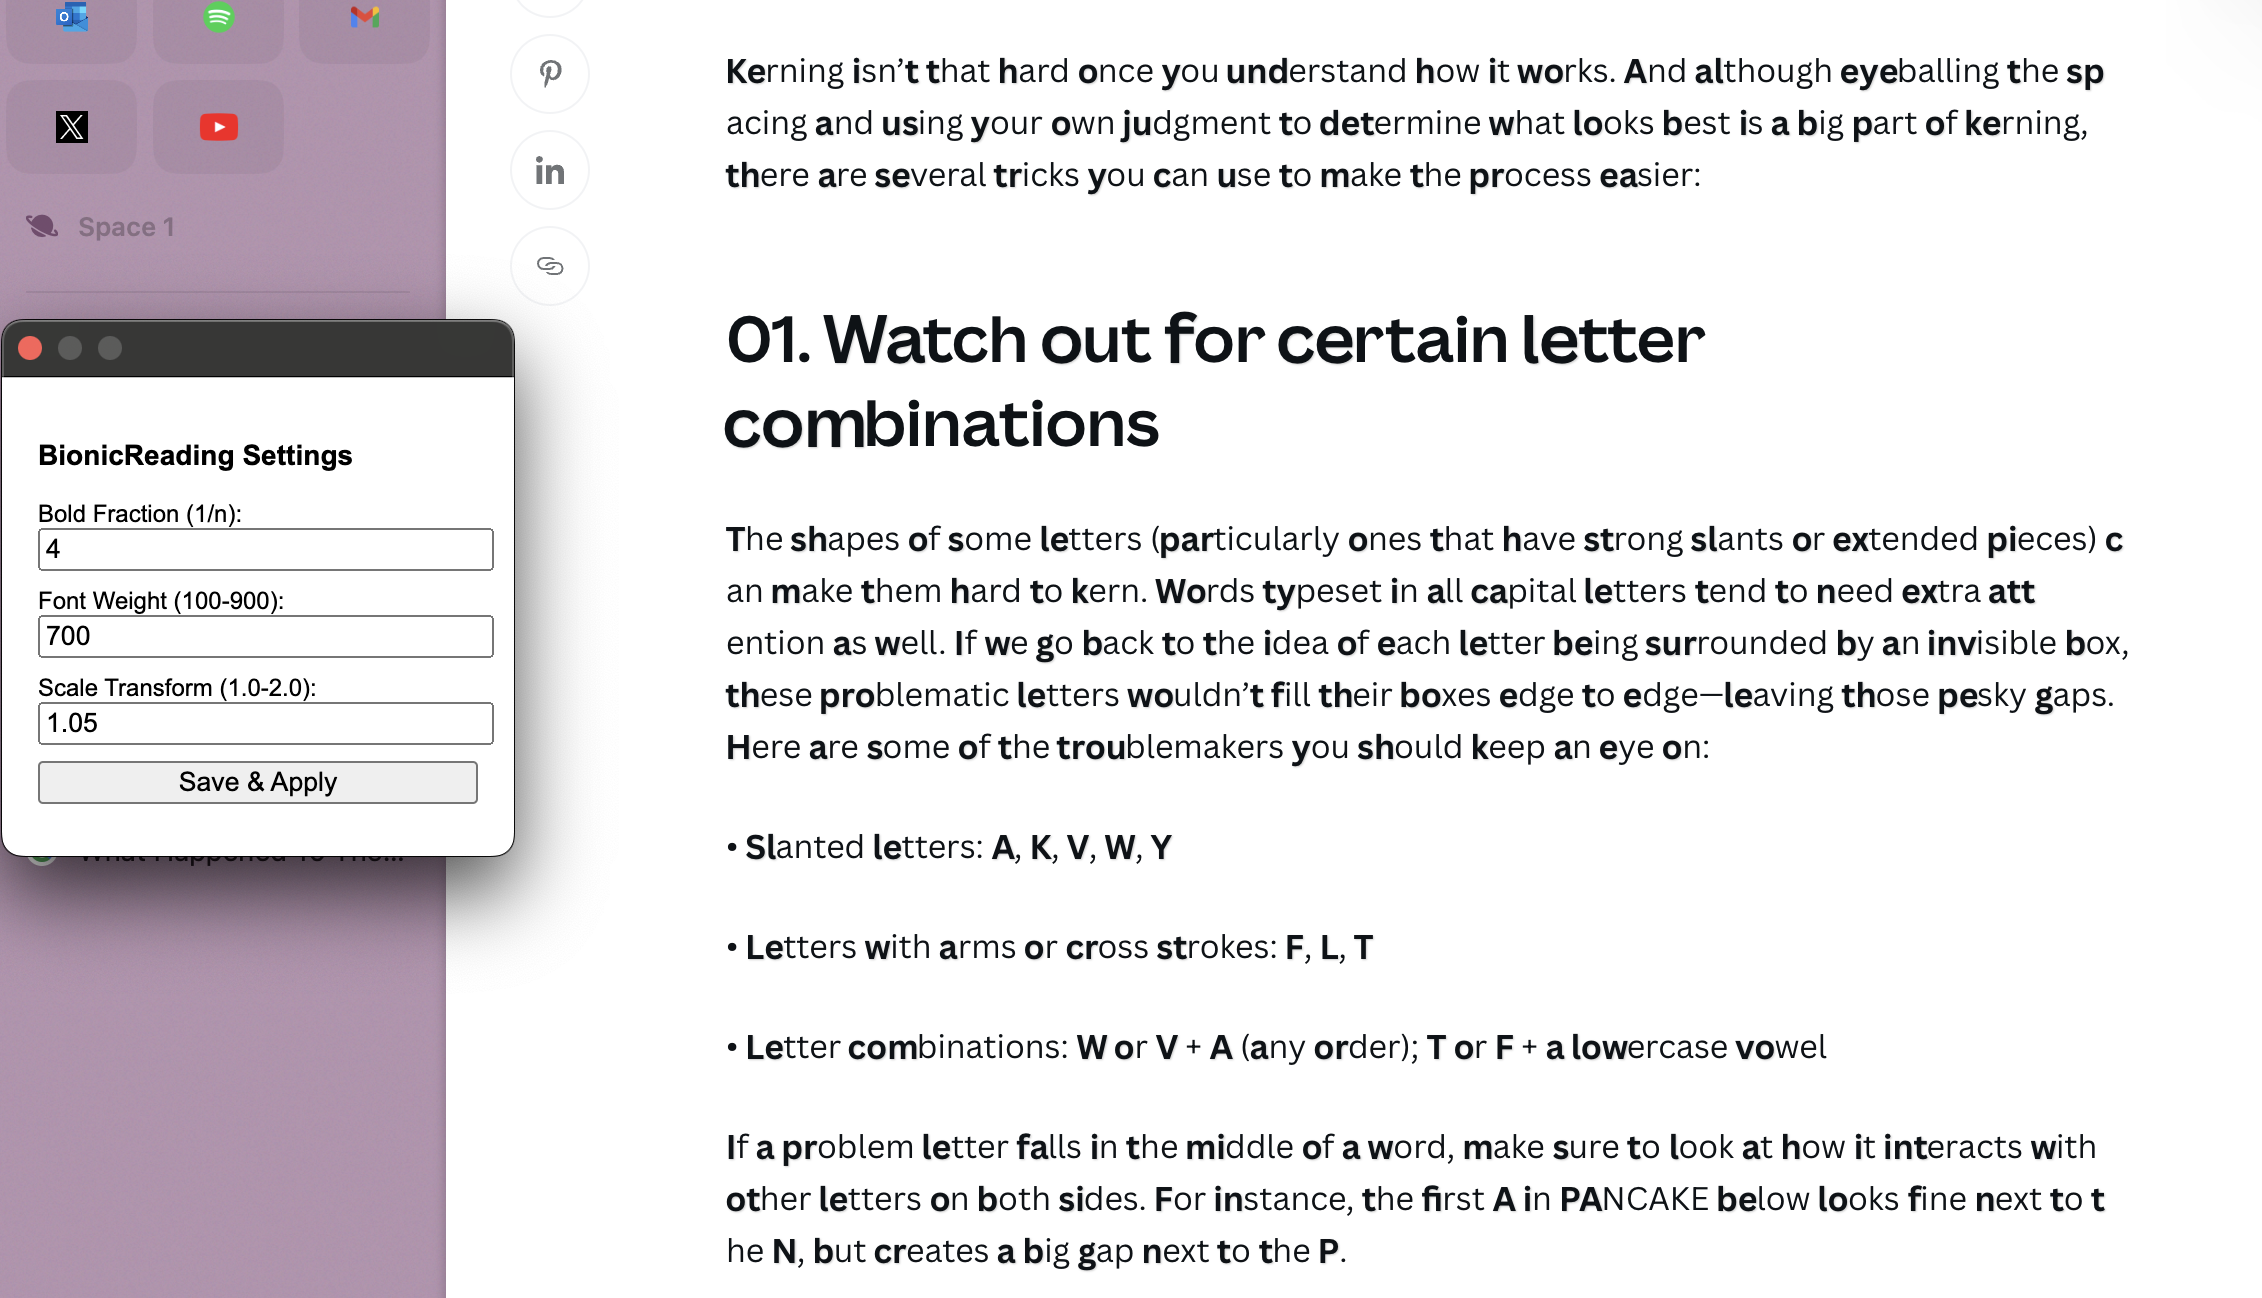 Space 1
BionicReading Settings
Bold Fraction (1/n):
4
Font Weight (100-900):
700
Scale Transform (1.0-2.0):
1.05
Save & Apply
What Happened To The...
in
Kerning isn’t that hard once you understand how it works. And although eyeballing the sp
acing and using your own judgment to determine what looks best is a big part of kerning,
there are several tricks you can use to make the process easier:
01. Watch out for certain letter
combinations
The shapes of some letters (particularly ones that have strong slants or extended pieces) c
an make them hard to kern. Words typeset in all capital letters tend to need extra att
ention as well. If we go back to the idea of each letter being surrounded by an invisible box,
these problematic letters wouldn’t fill their boxes edge to edge—leaving those pesky gaps.
Here are some of the troublemakers you should keep an eye on:
• Slanted letters: A, K, V, W, Y
• Letters with arms or cross strokes: F, L, T
• Letter combinations: W or V + A (any order); T or F + a lowercase vowel
If a problem letter falls in the middle of a word, make sure to look at how it interacts with
other letters on both sides. For instance, the first A in PANCAKE below looks fine next to t
he N, but creates a big gap next to the P.